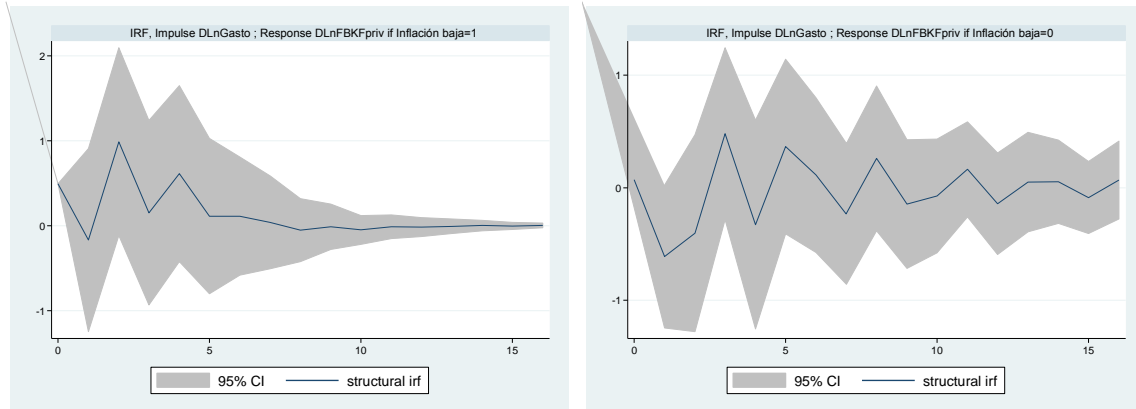 IRF, Impulse DLnGasto ; Response DLnFBKFpriv if Inflación baja=1
2
1
0
-1
0
5
10
15
95% CI
structural irf
IRF, Impulse DLnGasto ; Response DLnFBKFpriv if Inflación baja=0
1
0
-1
0
5
10
15
95% CI
structural irf